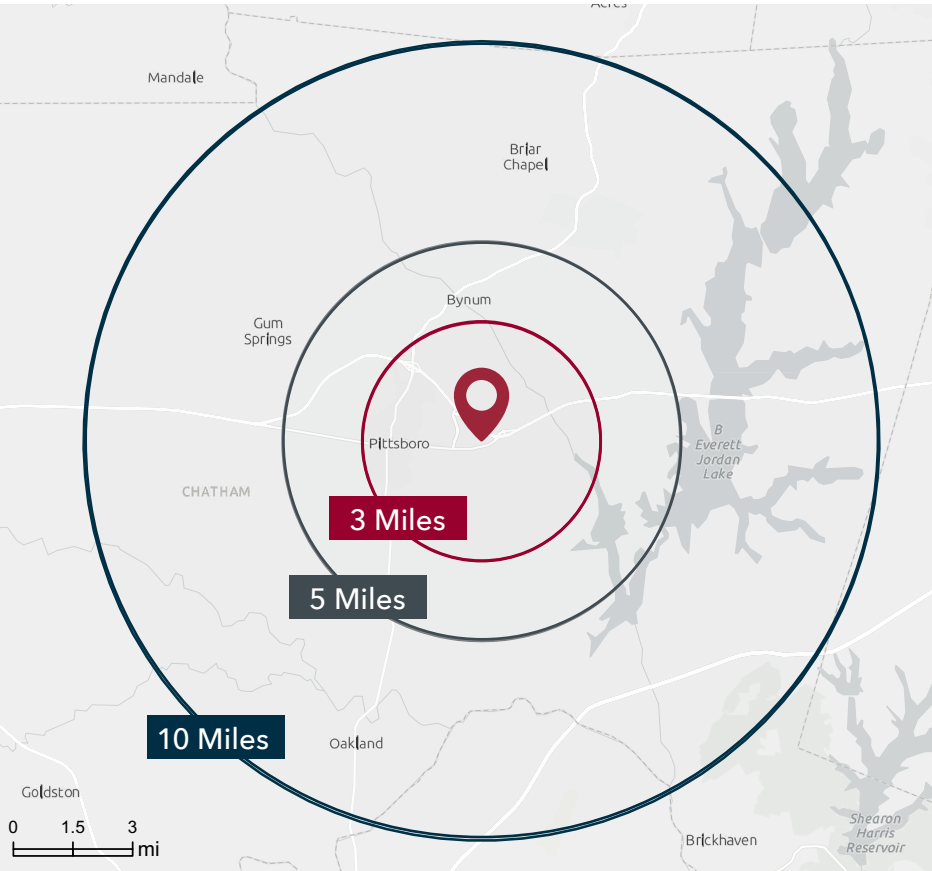 Acres
Mandale
Briar
Chapel
Bynum
Gum
Springs
Pittsboro
B
Everett
Jordan
Lake
CHATHAM
3 Miles
5 Miles
10 Miles
Oakland
Goldston
0 1.5 3
mi
Brickhaven
Shearon
Harris
Reservoir